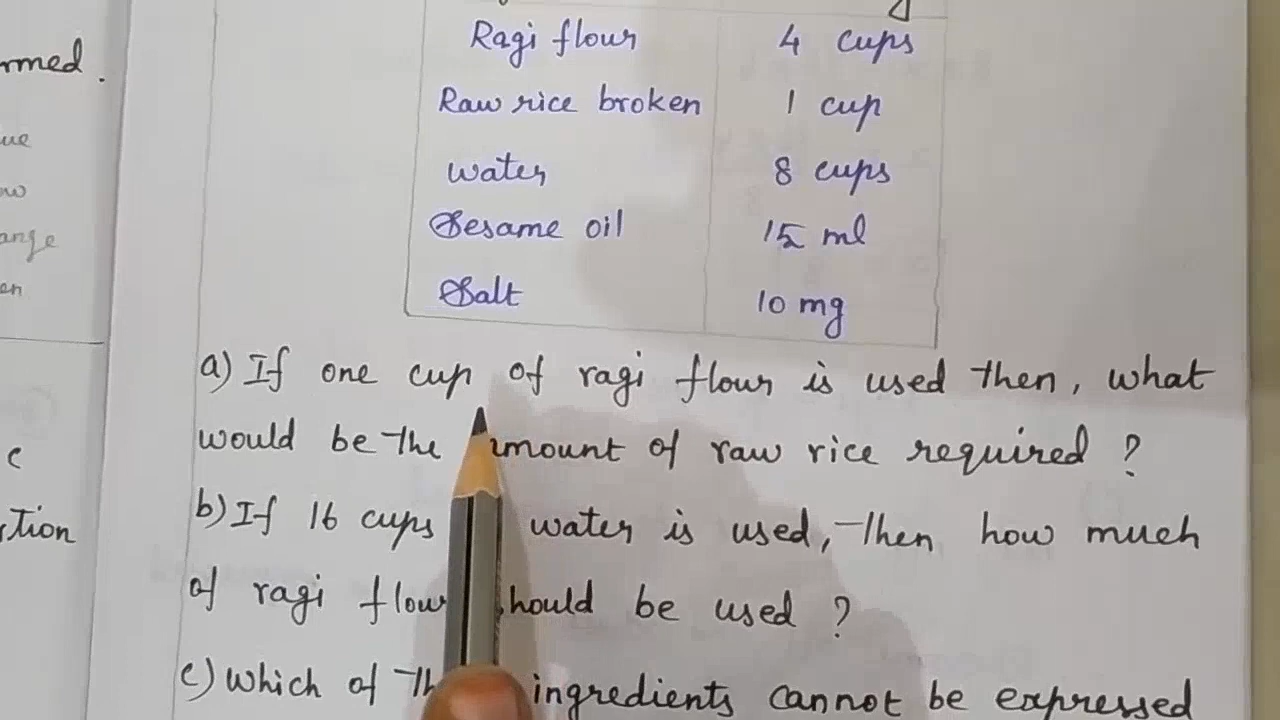 Ragi flour 4 cups
Raw rice broken 1 cup
water 8 cups
Sesame oil 15 ml
Salt 10 mg
a) If one cup of ragi flour is used then, what
would be the amount of raw rice required ?
b) If 16 cups water is used, then how much
of ragi flour should be used ?
c) Which of ingredients cannot be expressed